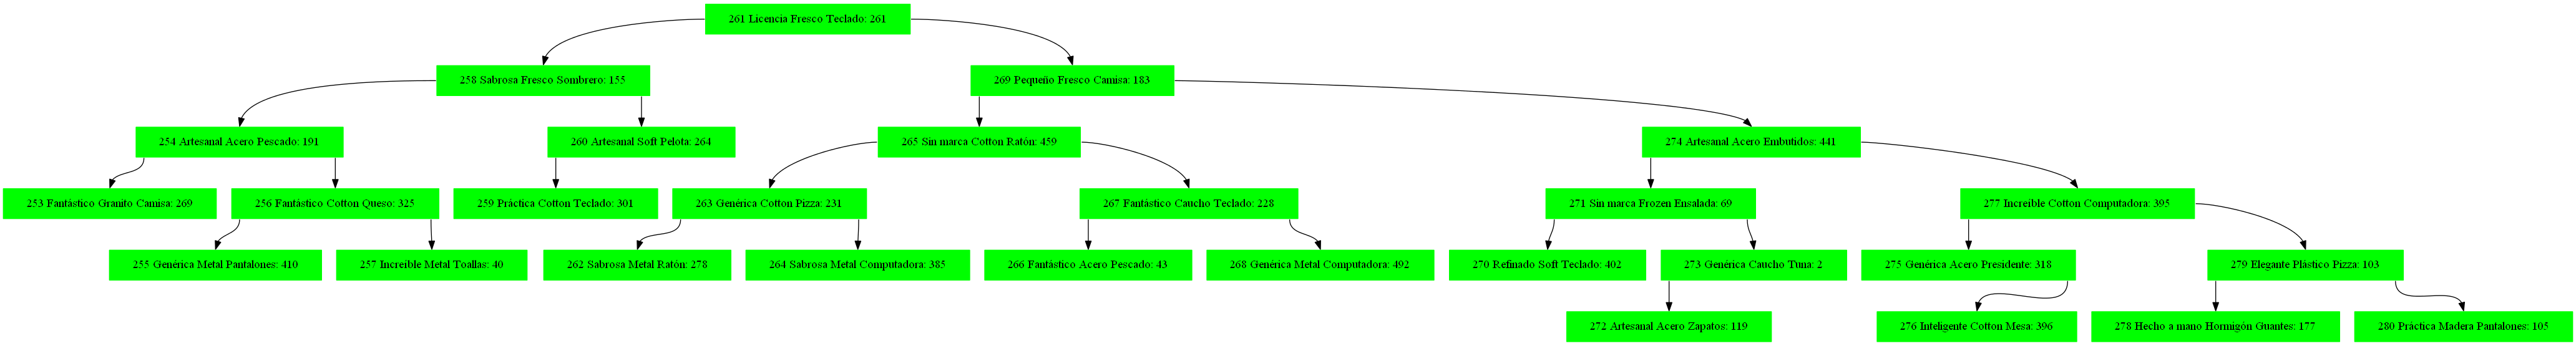 261 Licencia Fresco Teclado: 261
258 Sabrosa Fresco Sombrero: 155
269 Pequeño Fresco Camisa: 183
254 Artesanal Acero Pescado: 191
260 Artesanal Soft Pelota: 264
265 Sin marca Cotton Ratón: 459
274 Artesanal Acero Embutidos: 441
253 Fantástico Granito Camisa: 269
256 Fantástico Cotton Queso: 325
259 Práctica Cotton Teclado: 301
263 Genérica Cotton Pizza: 231
267 Fantástico Caucho Teclado: 228
271 Sin marca Frozen Ensalada: 69
277 Increíble Cotton Computadora: 395
255 Genérica Metal Pantalones: 410
257 Increíble Metal Toallas: 40
262 Sabrosa Metal Ratón: 278
264 Sabrosa Metal Computadora: 385
266 Fantástico Acero Pescado: 43
268 Genérica Metal Computadora: 492
270 Refinado Soft Teclado: 402
273 Genérica Caucho Tuna: 2
275 Genérica Acero Presidente: 318
279 Elegante Plástico Pizza: 103
272 Artesanal Acero Zapatos: 119
276 Inteligente Cotton Mesa: 396
278 Hecho a mano Hormigón Guantes: 177
280 Práctica Madera Pantalones: 105